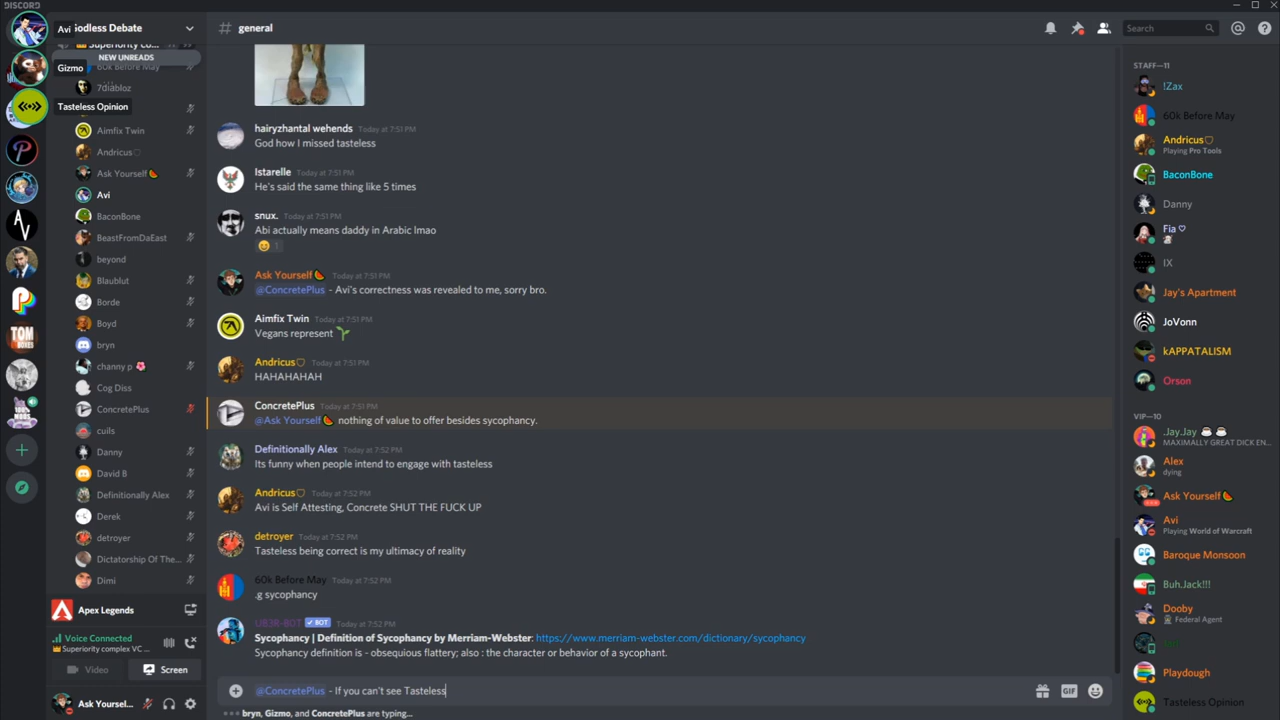 DISCORD
Avi
Godless Debate
general
Search
Superiority Co...
NEW UNREADS
60k Before May
Gizmo
7diabloz
Tasteless Opinion
Aimfix Twin
Andricus♡
Ask Yourself🍉
Avi
BaconBone
BeastFromDaEast
beyond
Blaublut
Borde
Boyd
bryn
channy p 🌸
Cog Diss
ConcretePlus
cuils
Danny
David B
Definitionally Alex
Derek
detroyer
Dictatorship Of The...
Dimi
Apex Legends
Voice Connected
Superiority complex VC ...
Video
Screen
Ask Yoursel...
hairyzhantal wehends Today at 7:51 PM
God how I missed tasteless
Istarelle Today at 7:51 PM
He's said the same thing like 5 times
snux. Today at 7:51 PM
Abi actually means daddy in Arabic lmao
1
Ask Yourself🍉 Today at 7:51 PM
@ConcretePlus - Avi's correctness was revealed to me, sorry bro.
Aimfix Twin Today at 7:51 PM
Vegans represent 🌱
Andricus♡ Today at 7:51 PM
HAHAHAHAH
ConcretePlus Today at 7:51 PM
@Ask Yourself🍉 nothing of value to offer besides sycophancy.
Definitionally Alex Today at 7:52 PM
Its funny when people intend to engage with tasteless
Andricus♡ Today at 7:52 PM
Avi is Self Attesting, Concrete SHUT THE FUCK UP
detroyer Today at 7:52 PM
Tasteless being correct is my ultimacy of reality
60k Before May Today at 7:52 PM
.g sycophancy
UB3R-B0T ✓ BOT Today at 7:52 PM
Sycophancy | Definition of Sycophancy by Merriam-Webster: https://www.merriam-webster.com/dictionary/sycophancy
Sycophancy definition is - obsequious flattery; also : the character or behavior of a sycophant.
@ConcretePlus - If you can't see Tasteless
GIF
bryn, Gizmo, and ConcretePlus are typing...
STAFF—11
!Zax
60k Before May
Andricus♡
Playing Pro Tools
BaconBone
Danny
Fia ♡
IX
Jay's Apartment
JoVonn
kAPPATALISM
Orson
VIP—10
.Jay.Jay
MAXIMALLY GREAT DICK EN...
Alex
dying
Ask Yourself🍉
Avi
Playing World of Warcraft
Baroque Monsoon
Buh.Jack!!!
Dooby
Federal Agent
Playdough
Tasteless Opinion